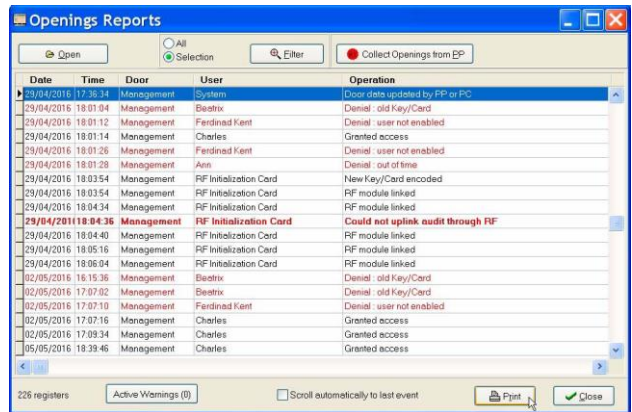 Openings Reports
Open
All
Selection
Filter
Collect Openings from PP
Date Time Door User Operation
29/04/2016 17:36:34 Management System Door data updated by PP or PC
29/04/2016 18:01:04 Management Beatrix Denial : old Key/Card
29/04/2016 18:01:12 Management Ferdinad Kent Denial : user not enabled
29/04/2016 18:01:14 Management Charles Granted access
29/04/2016 18:01:26 Management Ferdinad Kent Denial : user not enabled
29/04/2016 18:01:28 Management Ann Denial : out of time
29/04/2016 18:03:54 Management RF Initialization Card New Key/Card encoded
29/04/2016 18:03:54 Management RF Initialization Card RF module linked
29/04/2016 18:04:34 Management RF Initialization Card RF module linked
29/04/201 18:04:36 Management RF Initialization Card Could not uplink audit through RF
29/04/2016 18:04:40 Management RF Initialization Card RF module linked
29/04/2016 18:05:16 Management RF Initialization Card RF module linked
29/04/2016 18:06:04 Management RF Initialization Card RF module linked
02/05/2016 16:15:36 Management Beatrix Denial : old Key/Card
02/05/2016 17:07:02 Management Beatrix Denial : old Key/Card
02/05/2016 17:07:10 Management Ferdinad Kent Denial : user not enabled
02/05/2016 17:07:16 Management Charles Granted access
02/05/2016 17:09:34 Management Charles Granted access
05/05/2016 18:39:46 Management Charles Granted access
226 registers
Active Warnings (0)
Scroll automatically to last event
Print
Close